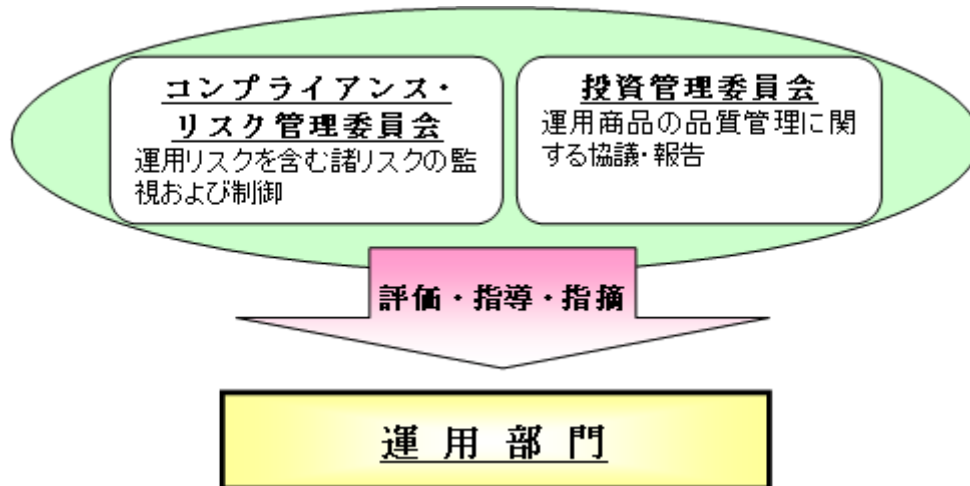 コンプライアンス・
リスク管理委員会
運用リスクを含む諸リスクの監
視および制御
投資管理委員会
運用商品の品質管理に関
する協議・報告
評価・指導・指摘
運用部門